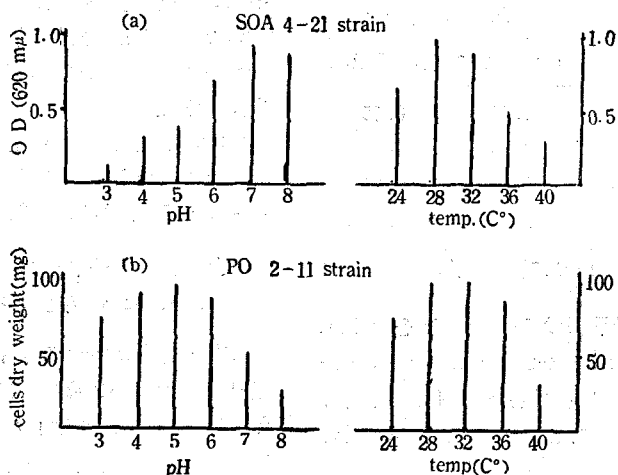 (a) SOA 4-21 strain
O D (620 mμ)
1.0
0.5
3 4 5 6 7 8
pH
1.0
0.5
24 28 32 36 40
temp.(C°)
(b) PO 2-11 strain
cells dry weight(mg)
100
50
3 4 5 6 7 8
pH
100
50
24 28 32 36 40
temp(C°)